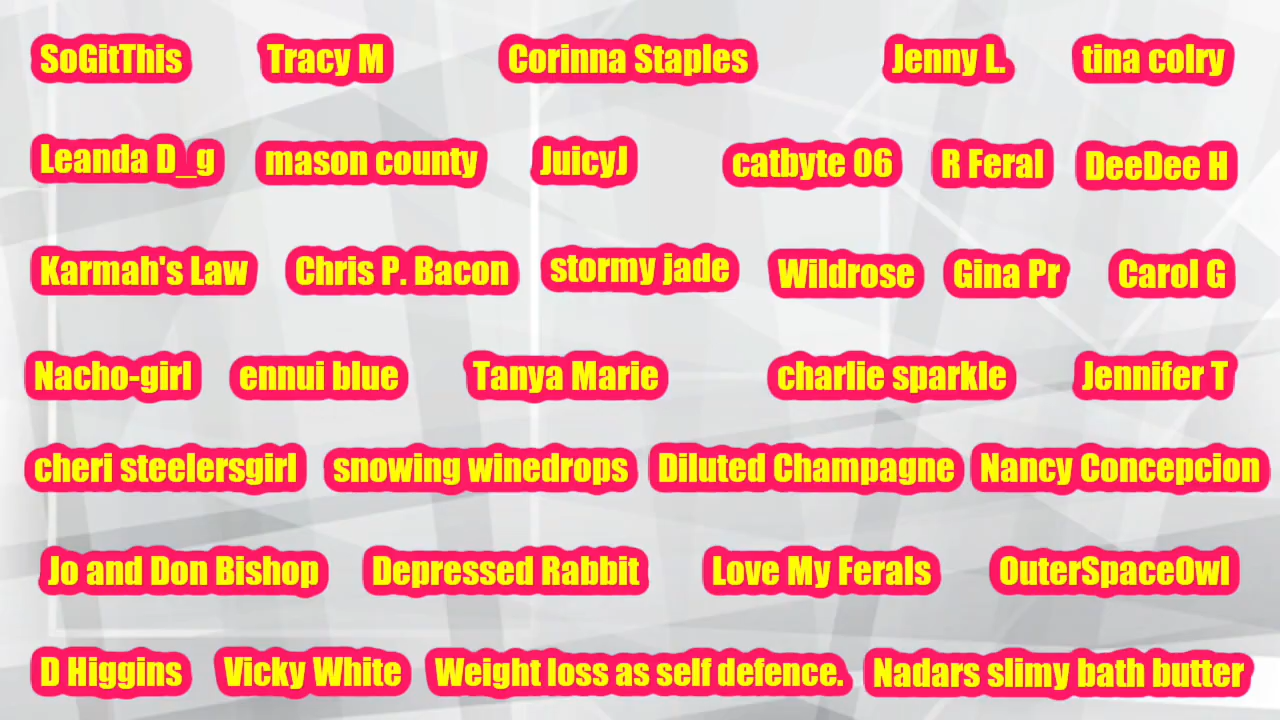 SoGitThis Tracy M Corinna Staples Jenny L. tina colry
Leanda D_g mason county JuicyJ catbyte 06 R Feral DeeDee H
Karmah's Law Chris P. Bacon stormy jade Wildrose Gina Pr Carol G
Nacho-girl ennui blue Tanya Marie charlie sparkle Jennifer T
cheri steelersgirl snowing winedrops Diluted Champagne Nancy Concepcion
Jo and Don Bishop Depressed Rabbit Love My Ferals OuterSpaceOwl
D Higgins Vicky White Weight loss as self defence. Nadars slimy bath butter